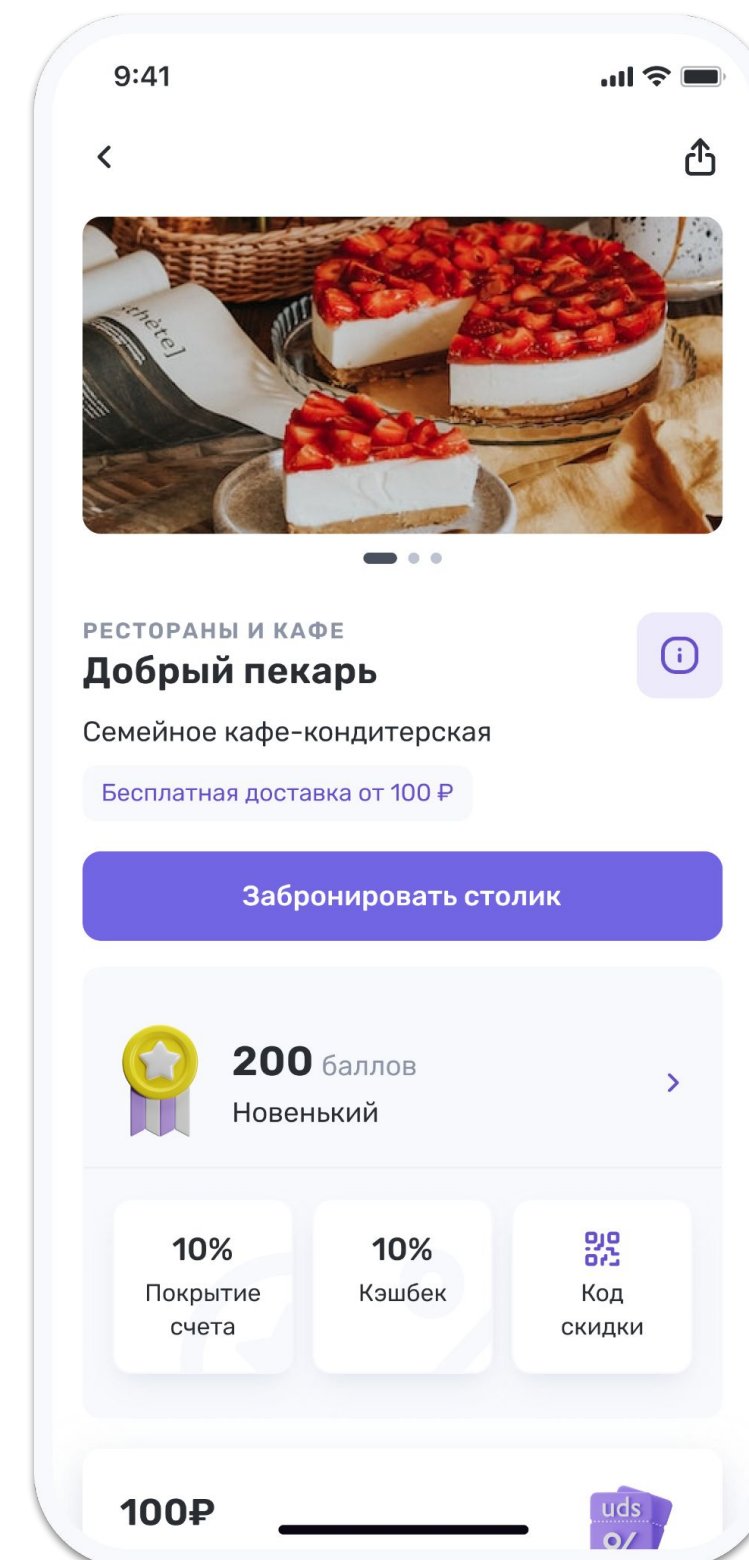 9:41
thète]
РЕСТОРАНЫ И КАФЕ
Добрый пекарь
Семейное кафе-кондитерская
Бесплатная доставка от 100 ₽
Забронировать столик
200 баллов
Новенький
10%
Покрытие
счета
10%
Кэшбек
Код
скидки
100₽
uds
%